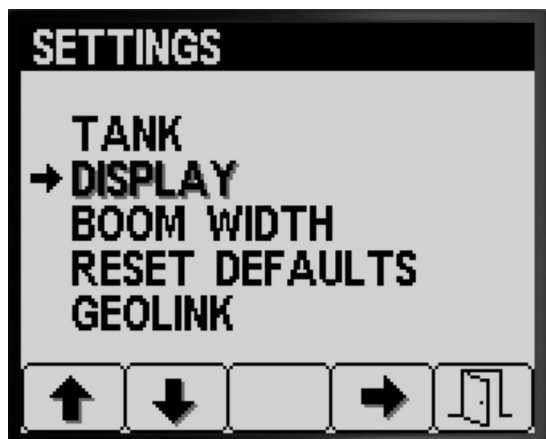 SETTINGS
TANK
DISPLAY
BOOM WIDTH
RESET DEFAULTS
GEOLINK